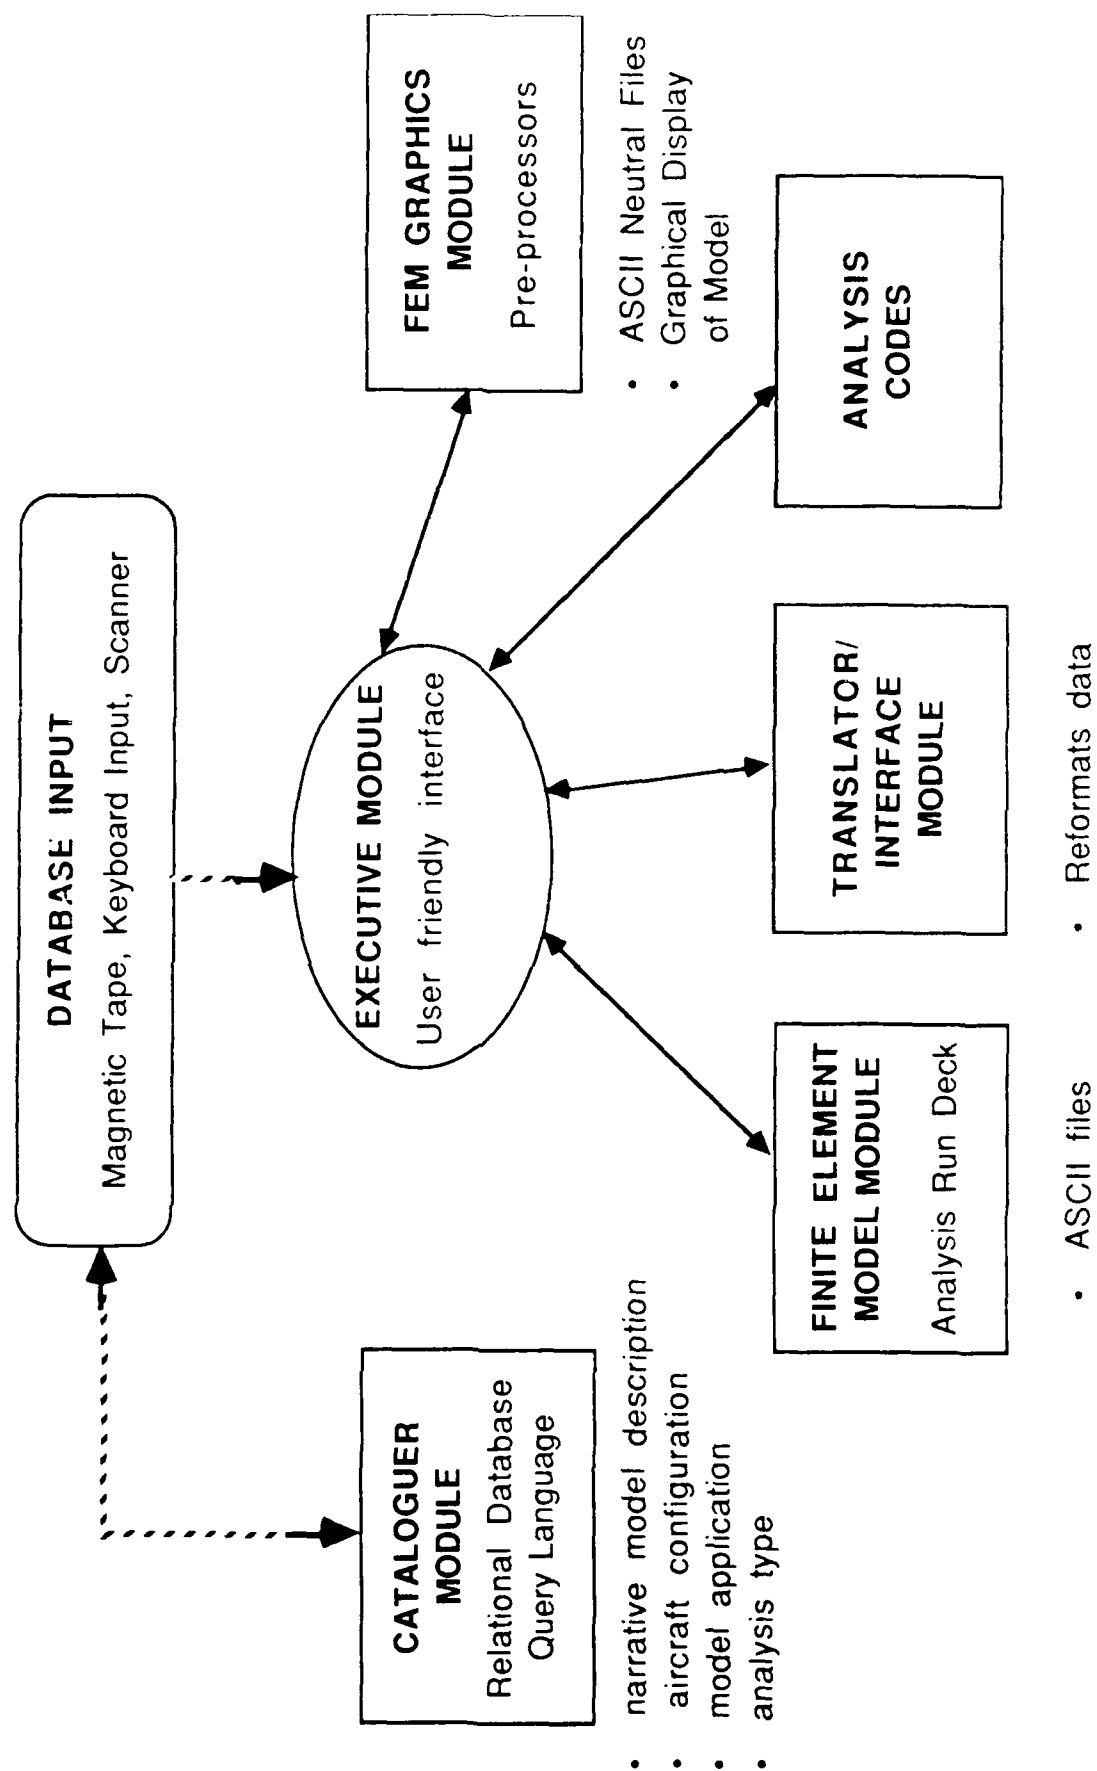 DATABASE INPUT
Magnetic Tape, Keyboard Input, Scanner
CATALOGUER
MODULE
Relational Database
Query Language
• narrative model description
• aircraft configuration
• model application
• analysis type
EXECUTIVE MODULE
User friendly interface
FEM GRAPHICS
MODULE
Pre-processors
• ASCII Neutral Files
• Graphical Display
of Model
FINITE ELEMENT
MODEL MODULE
Analysis Run Deck
• ASCII files
TRANSLATOR/
INTERFACE
MODULE
• Reformats data
ANALYSIS
CODES